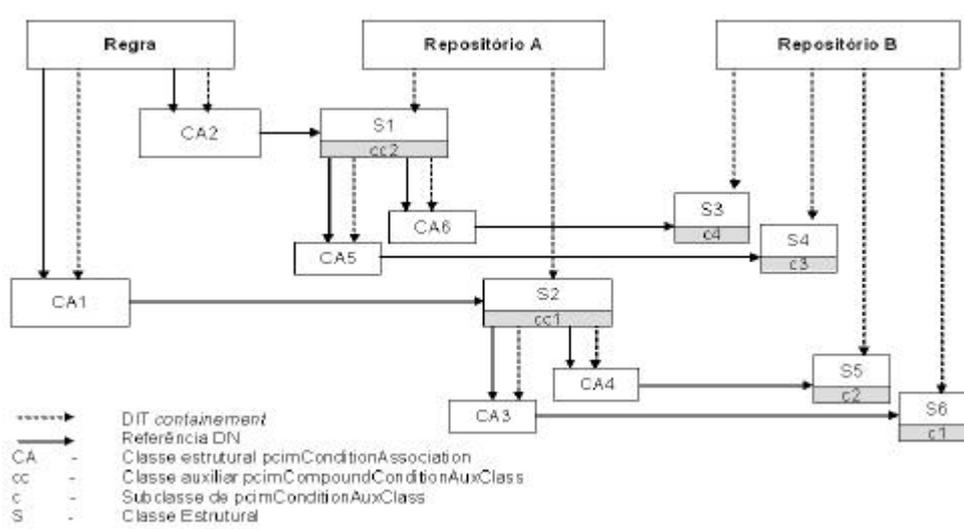 Regra Repositório A Repositório B
CA2 S1
cc2
S3
CA6 c4
S4
CA5 c3
S2
CA1 cc1
S5
CA4 c2
S6
CA3 c1
DIT containement
Referência DN
CA - Classe estrutural pcimConditionAssociation
cc - Classe auxiliar pcimCompoundConditionAuxClass
c - Subclasse de pcimConditionAuxClass
S - Classe Estrutural